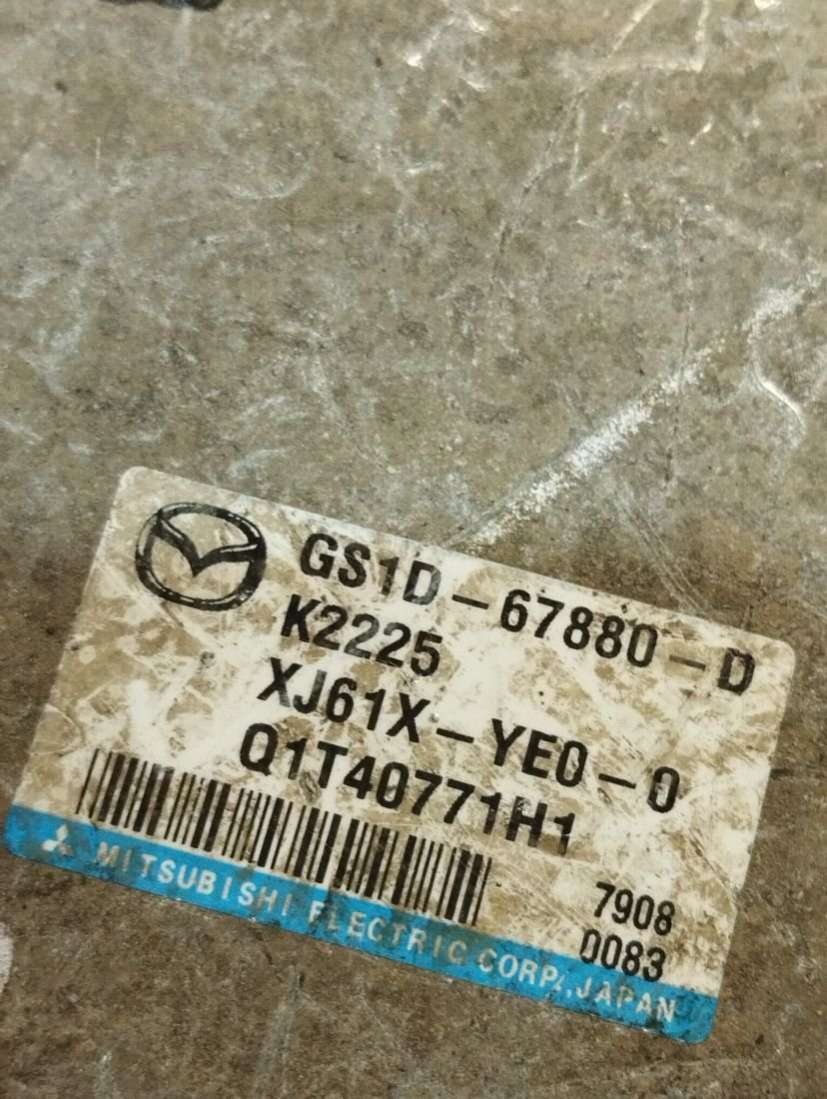 GS1D-67880-D
K2225
XJ61X-YE0-0
Q1T40771H1
7908
0083
MITSUBISHI ELECTRIC CORP., JAPAN